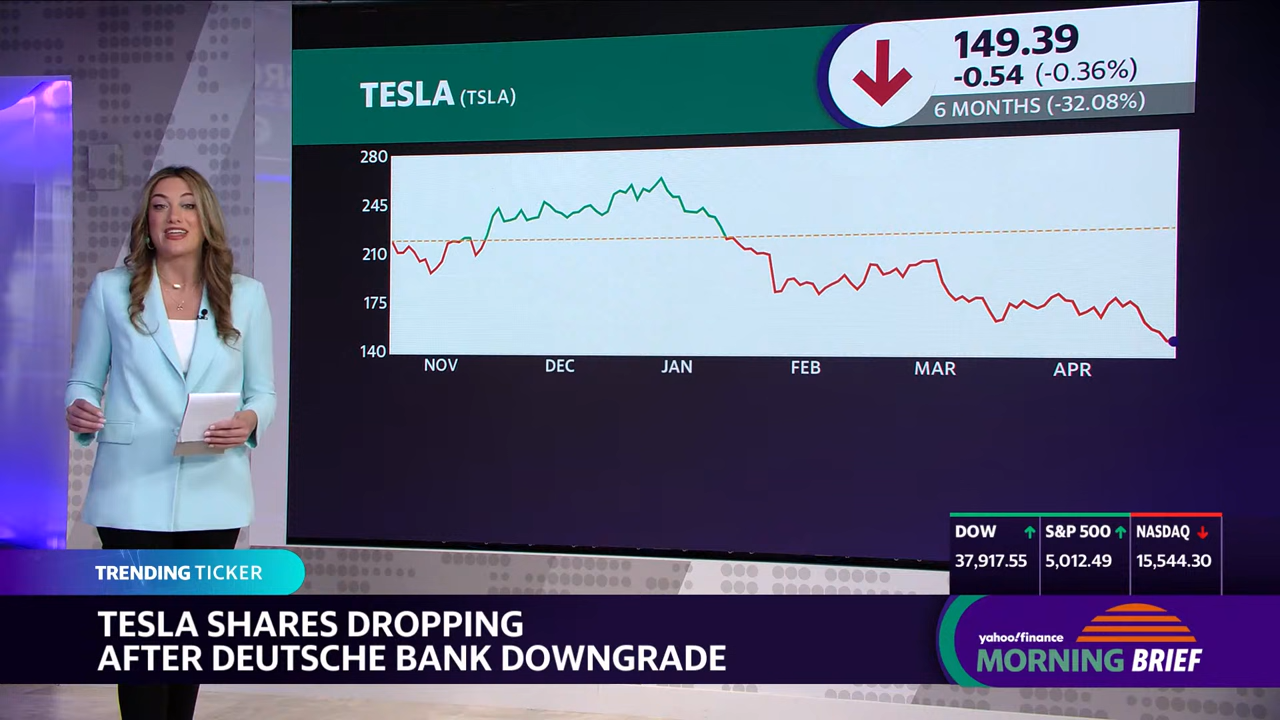 TESLA (TSLA)
149.39
-0.54 (-0.36%)
6 MONTHS (-32.08%)
280
245
210
175
140
NOV DEC JAN FEB MAR APR
DOW S&P 500 NASDAQ
37,917.55 5,012.49 15,544.30
TRENDING TICKER
TESLA SHARES DROPPING
AFTER DEUTSCHE BANK DOWNGRADE
yahoo!finance
MORNING BRIEF